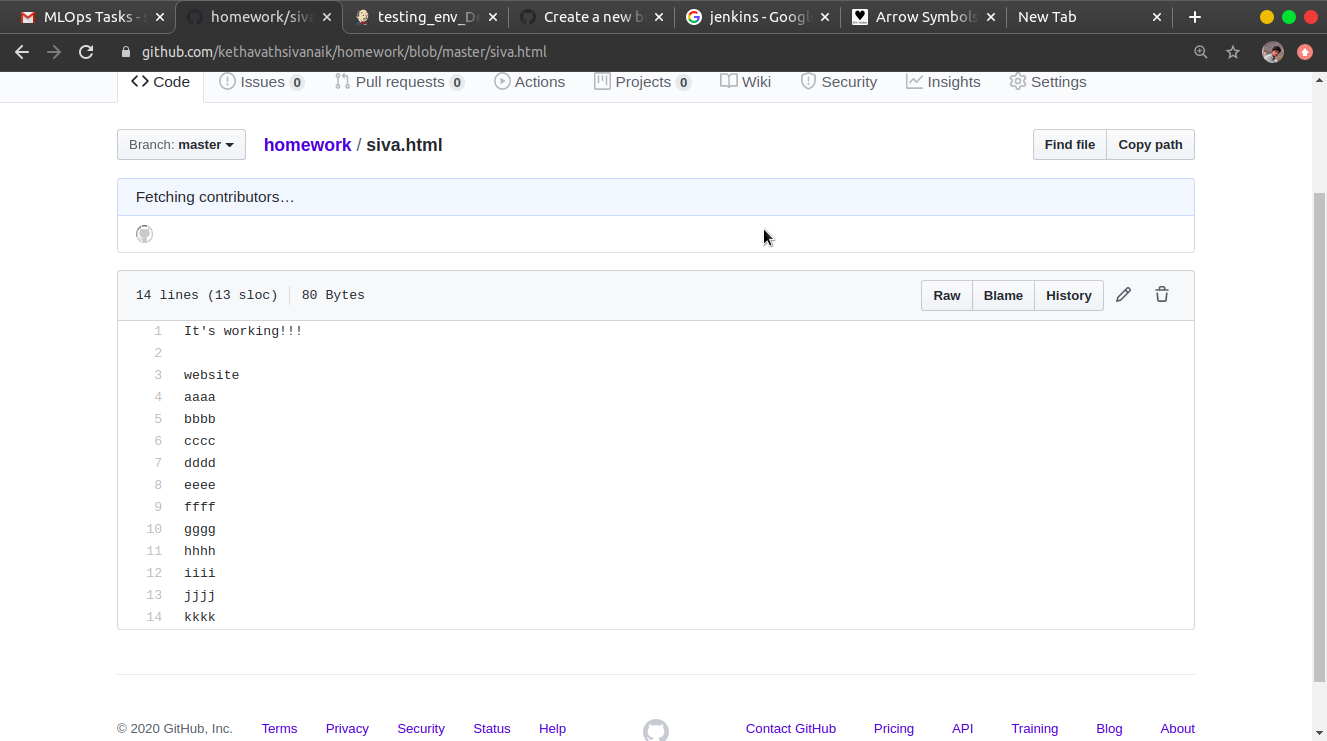 MLOps Tasks - s
homework/siva
testing_env_De
Create a new b
jenkins - Googl
Arrow Symbols
New Tab
github.com/kethavathsivanaik/homework/blob/master/siva.html
Code Issues 0 Pull requests 0 Actions Projects 0 Wiki Security Insights Settings
Branch: master homework / siva.html Find file Copy path
Fetching contributors…
14 lines (13 sloc) 80 Bytes Raw Blame History
1 It's working!!!
2
3 website
4 aaaa
5 bbbb
6 cccc
7 dddd
8 eeee
9 ffff
10 gggg
11 hhhh
12 iiii
13 jjjj
14 kkkk
© 2020 GitHub, Inc. Terms Privacy Security Status Help Contact GitHub Pricing API Training Blog About